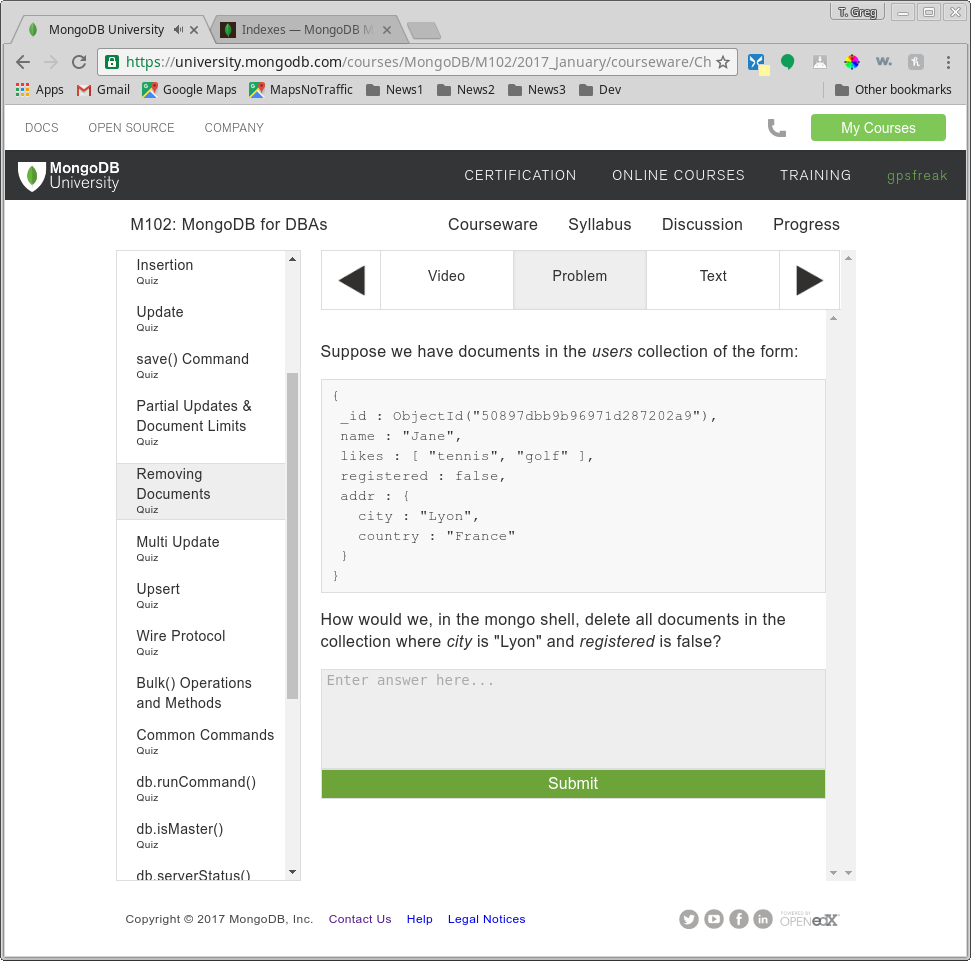 T. Greg
MongoDB University
Indexes — MongoDB M
https://university.mongodb.com/courses/MongoDB/M102/2017_January/courseware/Ch
Apps Gmail Google Maps MapsNoTraffic News1 News2 News3 Dev Other bookmarks
DOCS OPEN SOURCE COMPANY My Courses
MongoDB
University
CERTIFICATION ONLINE COURSES TRAINING gpsfreak
M102: MongoDB for DBAs Courseware Syllabus Discussion Progress
Insertion
Quiz
Update
Quiz
save() Command
Quiz
Partial Updates &
Document Limits
Quiz
Removing
Documents
Quiz
Multi Update
Quiz
Upsert
Quiz
Wire Protocol
Quiz
Bulk() Operations
and Methods
Common Commands
Quiz
db.runCommand()
Quiz
db.isMaster()
Quiz
db.serverStatus()
Video Problem Text
Suppose we have documents in the users collection of the form:
{
_id : ObjectId("50897dbb9b96971d287202a9"),
name : "Jane",
likes : [ "tennis", "golf" ],
registered : false,
addr : {
city : "Lyon",
country : "France"
}
}
How would we, in the mongo shell, delete all documents in the
collection where city is "Lyon" and registered is false?
Enter answer here...
Submit
Copyright © 2017 MongoDB, Inc. Contact Us Help Legal Notices
POWERED BY
OPEN edX